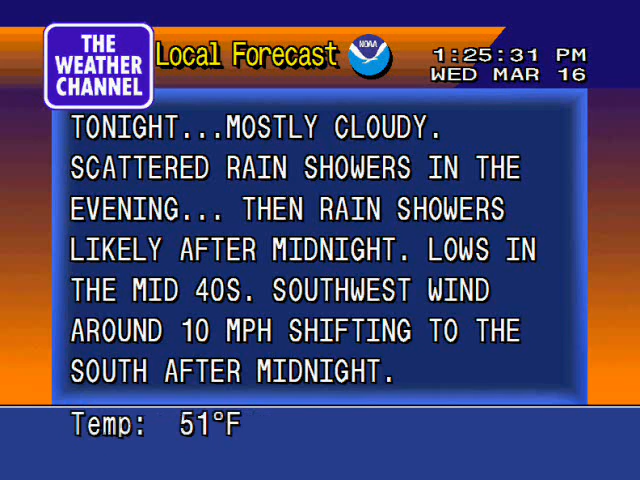 THE
WEATHER
CHANNEL
Local Forecast
NOAA
1:25:31 PM
WED MAR 16
TONIGHT...MOSTLY CLOUDY.
SCATTERED RAIN SHOWERS IN THE
EVENING... THEN RAIN SHOWERS
LIKELY AFTER MIDNIGHT. LOWS IN
THE MID 40S. SOUTHWEST WIND
AROUND 10 MPH SHIFTING TO THE
SOUTH AFTER MIDNIGHT.
Temp: 51°F